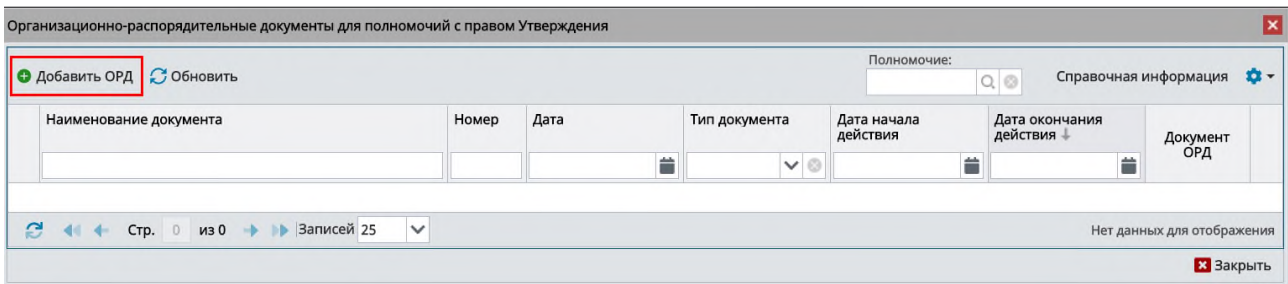 Организационно-распорядительные документы для полномочий с правом Утверждения
Добавить ОРД Обновить Полномочие: Справочная информация
Наименование документа Номер Дата Тип документа Дата начала действия Дата окончания действия Документ ОРД
Стр. 0 из 0 Записей 25 Нет данных для отображения
Закрыть